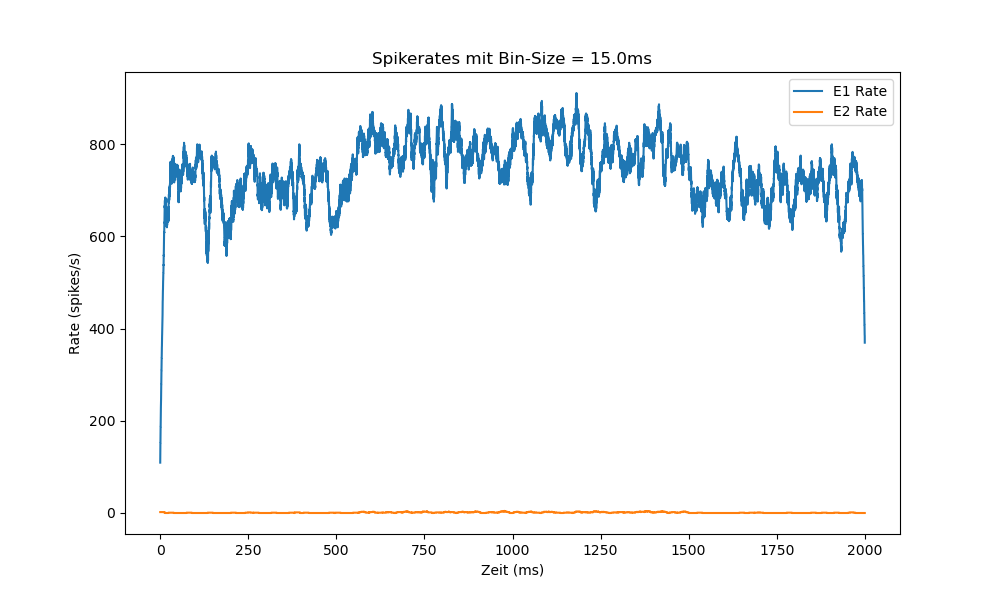 Spikerates mit Bin-Size = 15.0ms
E1 Rate
E2 Rate
Rate (spikes/s)
800
600
400
200
0
0 250 500 750 1000 1250 1500 1750 2000
Zeit (ms)